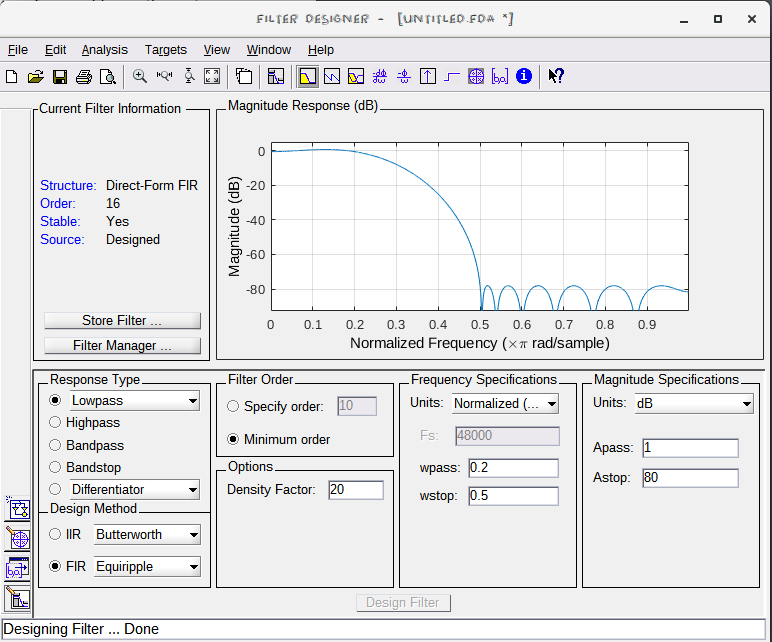 FILTER DESIGNER - [UNTITLED.FDA *]
File Edit Analysis Targets View Window Help
Current Filter Information
Structure: Direct-Form FIR
Order: 16
Stable: Yes
Source: Designed
Store Filter ...
Filter Manager ...
Magnitude Response (dB)
Magnitude (dB)
0
-20
-40
-60
-80
0 0.1 0.2 0.3 0.4 0.5 0.6 0.7 0.8 0.9
Normalized Frequency (×π rad/sample)
Response Type
Lowpass
Highpass
Bandpass
Bandstop
Differentiator
Design Method
IIR Butterworth
FIR Equiripple
Filter Order
Specify order: 10
Minimum order
Options
Density Factor: 20
Frequency Specifications
Units: Normalized (...
Fs: 48000
wpass: 0.2
wstop: 0.5
Magnitude Specifications
Units: dB
Apass: 1
Astop: 80
Design Filter
Designing Filter ... Done